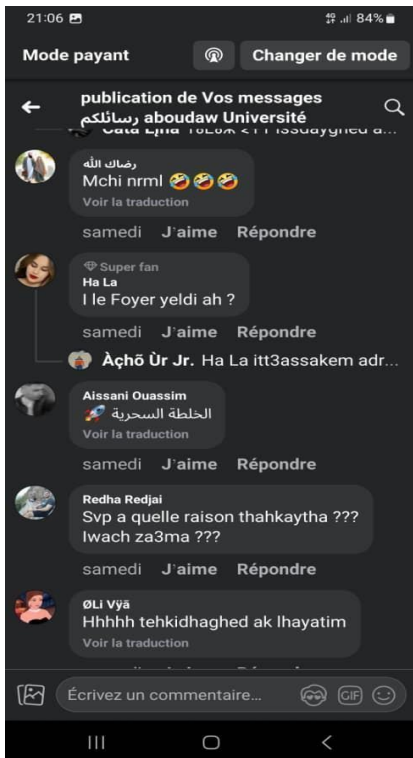 21:06
84%
Mode payant
Changer de mode
publication de Vos messages
رسائلكم aboudaw Université
رضاك الله
Mchi nrml 🤣🤣🤣
Voir la traduction
samedi J'aime Répondre
Super fan
Ha La
I le Foyer yeldi ah ?
samedi J'aime Répondre
Àçhõ Ùr Jr. Ha La itt3assakem adr...
Aissani Ouassim
الخلطة السحرية 🚀
Voir la traduction
samedi J'aime Répondre
Redha Redjai
Svp a quelle raison thahkaytha ???
Iwach za3ma ???
samedi J'aime Répondre
ØLi Vÿã
Hhhhh tehkidhaghed ak lhayatim
Voir la traduction
Écrivez un commentaire...
GIF